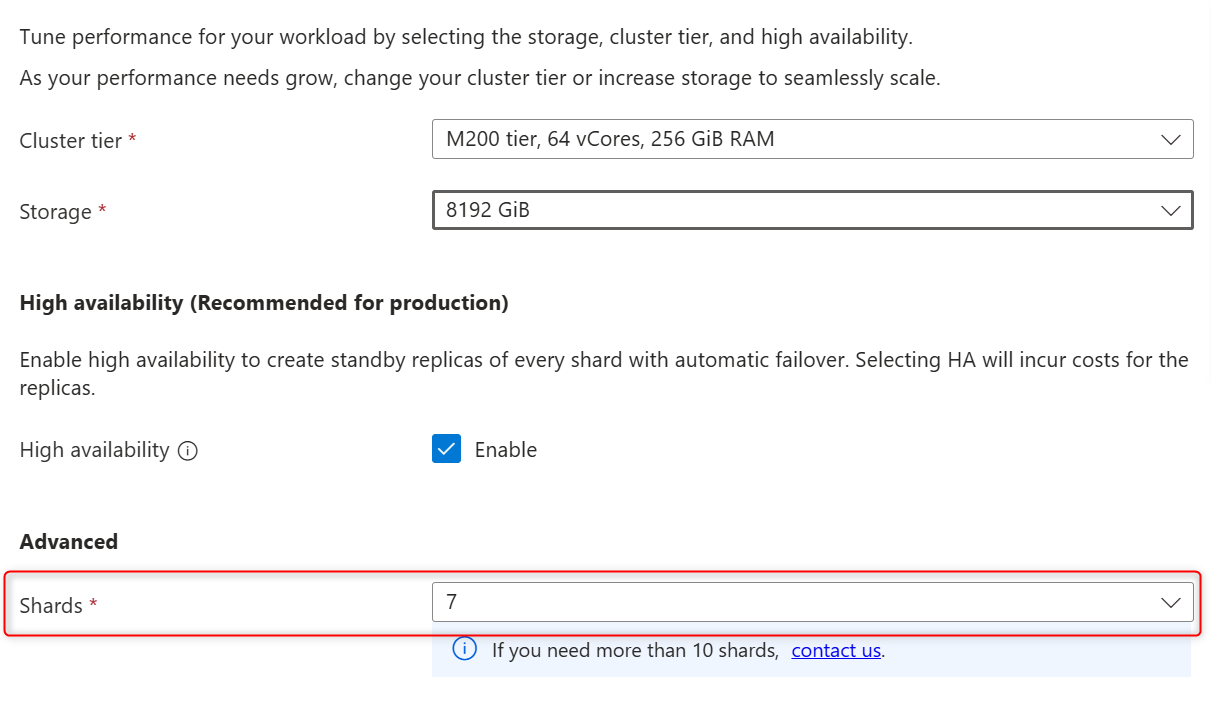 Tune performance for your workload by selecting the storage, cluster tier, and high availability.
As your performance needs grow, change your cluster tier or increase storage to seamlessly scale.
Cluster tier * M200 tier, 64 vCores, 256 GiB RAM
Storage * 8192 GiB
High availability (Recommended for production)
Enable high availability to create standby replicas of every shard with automatic failover. Selecting HA will incur costs for the
replicas.
High availability Enable
Advanced
Shards * 7
If you need more than 10 shards, contact us.